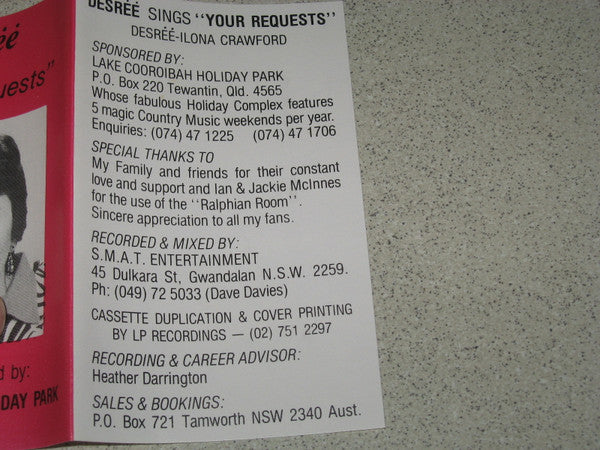 DESRÉÉ SINGS "YOUR REQUESTS"
DESRÉÉ-ILONA CRAWFORD
SPONSORED BY:
LAKE COOROIBAH HOLIDAY PARK
P.O. Box 220 Tewantin, Qld. 4565
Whose fabulous Holiday Complex features
5 magic Country Music weekends per year.
Enquiries: (074) 47 1225 (074) 47 1706
SPECIAL THANKS TO
My Family and friends for their constant
love and support and Ian & Jackie McInnes
for the use of the ''Ralphian Room''.
Sincere appreciation to all my fans.
RECORDED & MIXED BY:
S.M.A.T. ENTERTAINMENT
45 Dulkara St, Gwandalan N.S.W. 2259.
Ph: (049) 72 5033 (Dave Davies)
CASSETTE DUPLICATION & COVER PRINTING
BY LP RECORDINGS — (02) 751 2297
RECORDING & CAREER ADVISOR:
Heather Darrington
SALES & BOOKINGS:
P.O. Box 721 Tamworth NSW 2340 Aust.
éé
uests"
d by:
DAY PARK